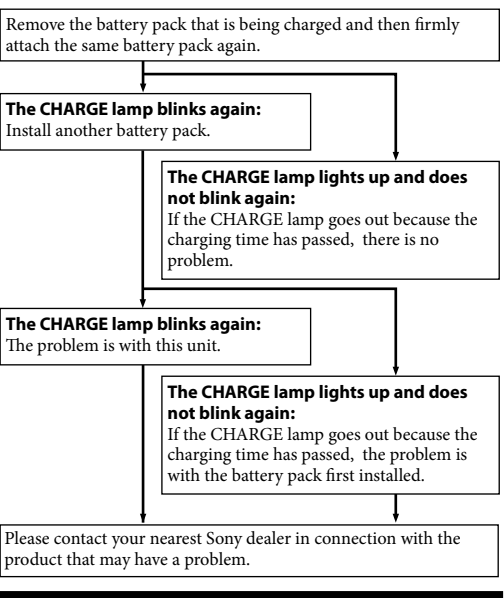 Remove the battery pack that is being charged and then firmly
attach the same battery pack again.
The CHARGE lamp blinks again:
Install another battery pack.
The CHARGE lamp lights up and does
not blink again:
If the CHARGE lamp goes out because the
charging time has passed, there is no
problem.
The CHARGE lamp blinks again:
The problem is with this unit.
The CHARGE lamp lights up and does
not blink again:
If the CHARGE lamp goes out because the
charging time has passed, the problem is
with the battery pack first installed.
Please contact your nearest Sony dealer in connection with the
product that may have a problem.